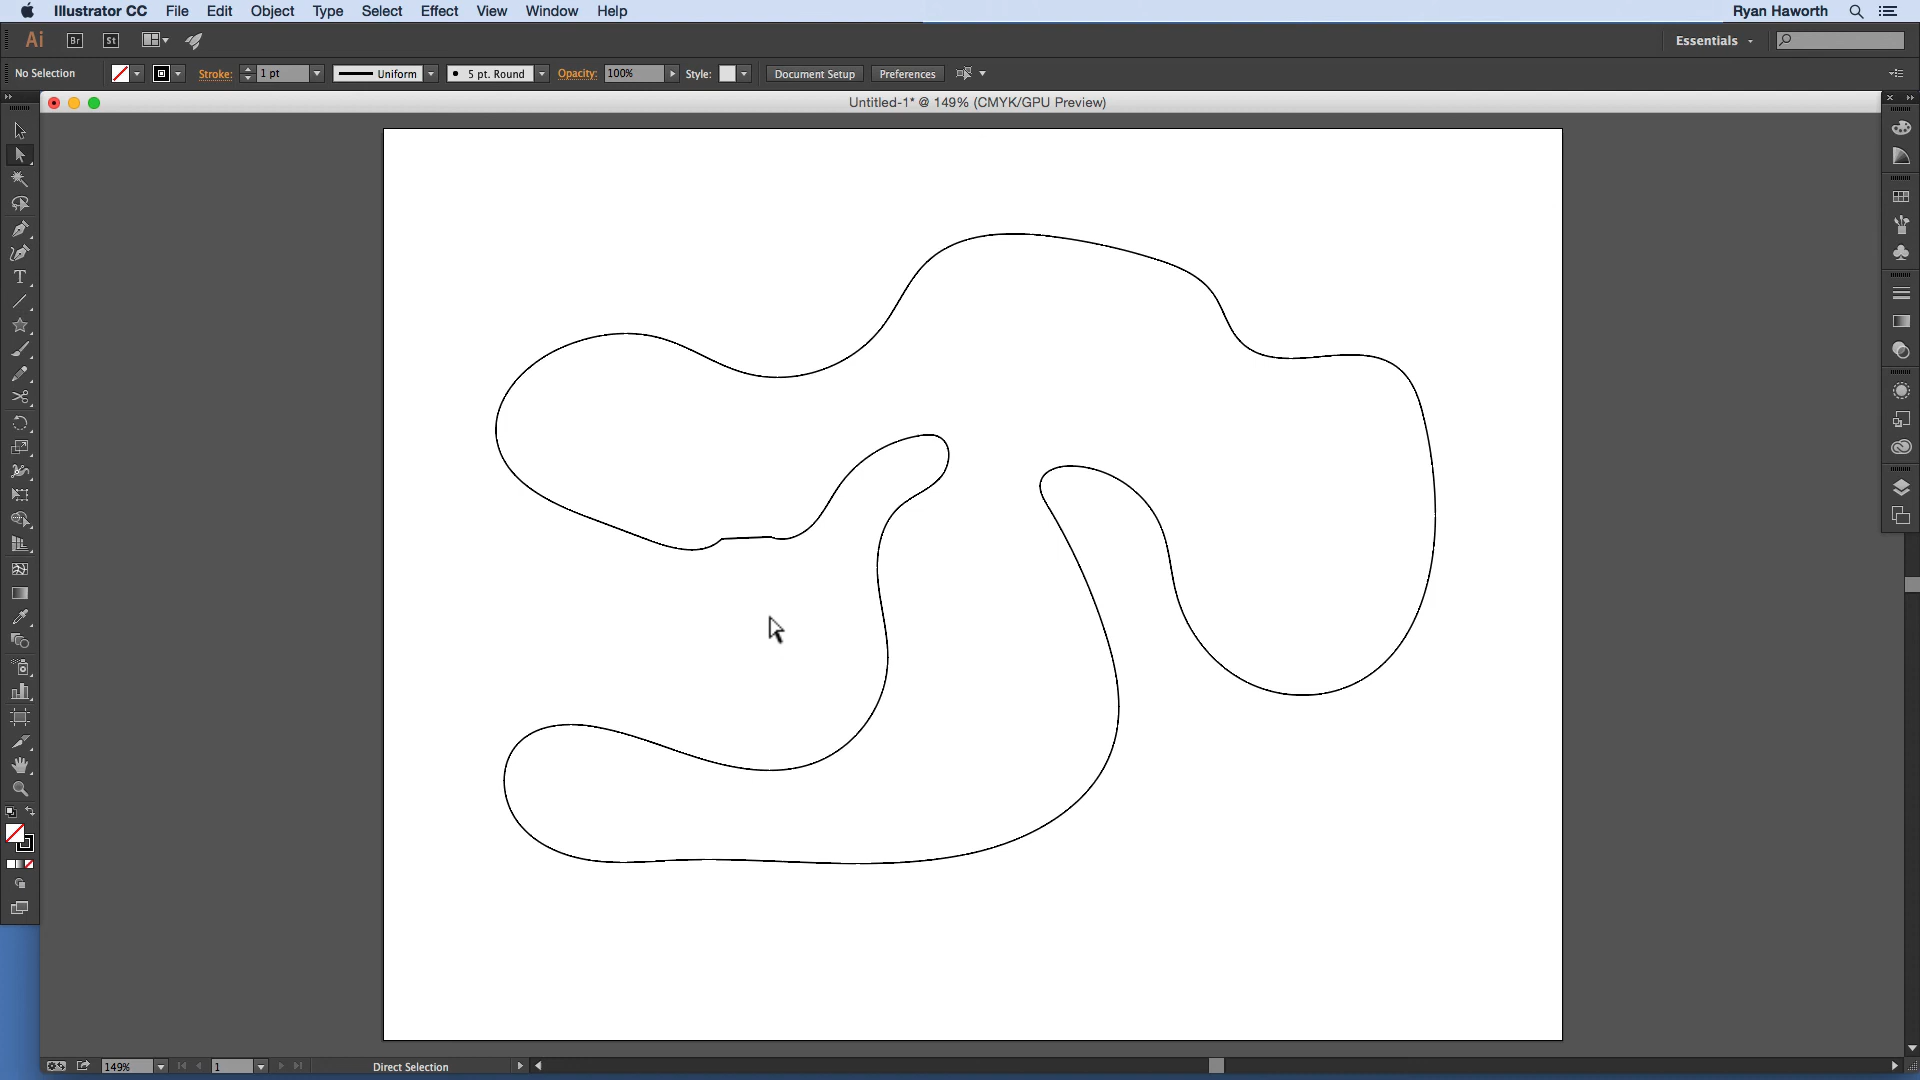 Illustrator CC File Edit Object Type Select Effect View Window Help Ryan Haworth
Ai Br St Essentials
No Selection Stroke: 1 pt Uniform 5 pt. Round Opacity: 100% Style: Document Setup Preferences
Untitled-1* @ 149% (CMYK/GPU Preview)
T
149% 1 Direct Selection